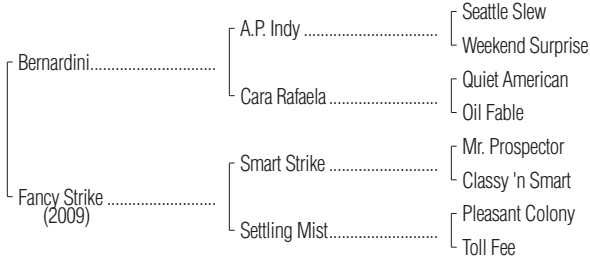 Seattle Slew
A.P. Indy ................................
Weekend Surprise
Bernardini..............................
Quiet American
Cara Rafaela ..........................
Oil Fable
Mr. Prospector
Smart Strike ...........................
Classy 'n Smart
Fancy Strike ..........................
(2009)
Pleasant Colony
Settling Mist..........................
Toll Fee